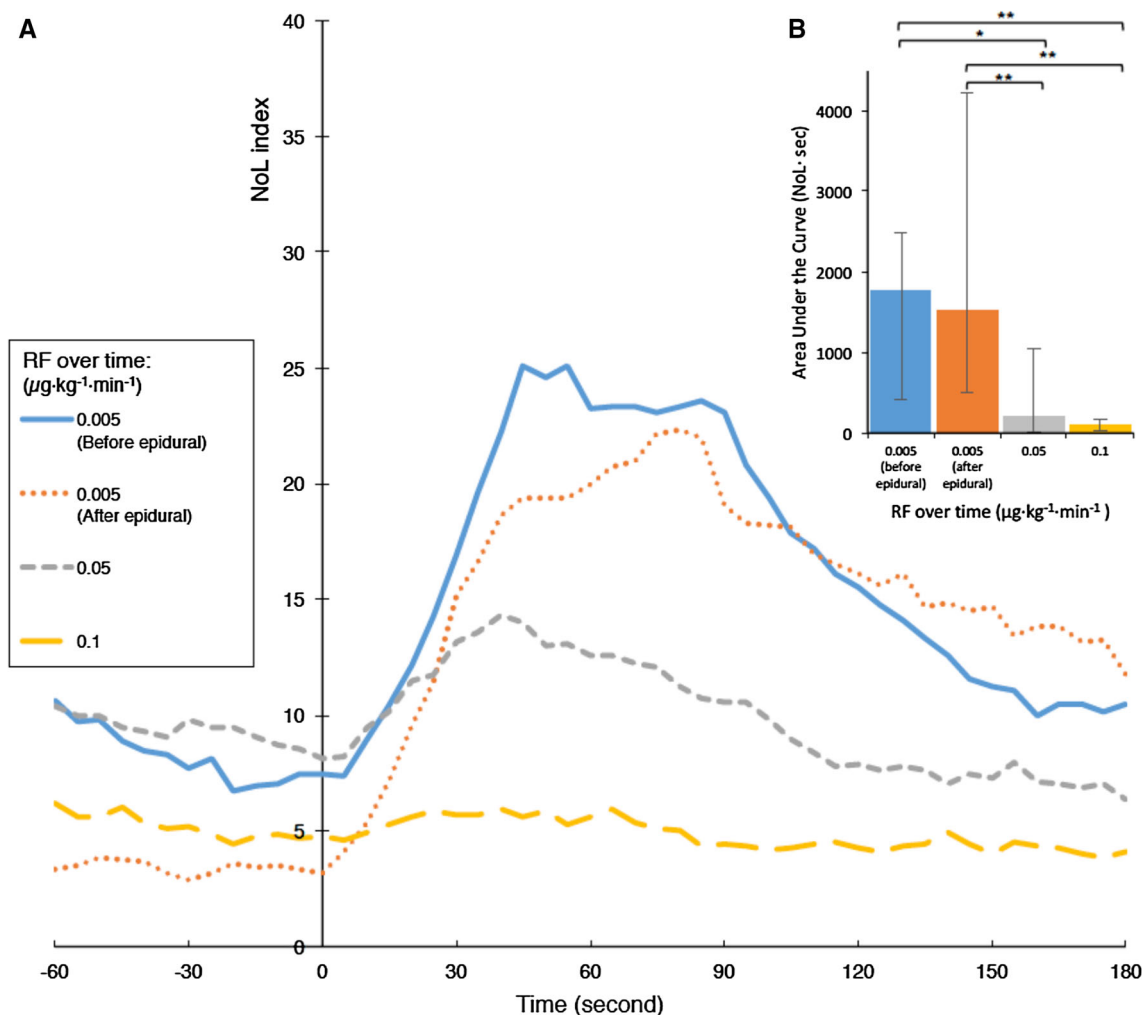 A
NoL index
40
35
30
25
20
15
10
5
0
-60
-30
0
30
60
90
120
150
180
Time (second)
RF over time:
(µg·kg⁻¹·min⁻¹)
0.005
(Before epidural)
0.005
(After epidural)
0.05
0.1
B
**
*
**
**
Area Under the Curve (NoL· sec)
4000
3000
2000
1000
0
0.005
(before
epidural)
0.005
(after
epidural)
0.05
0.1
RF over time (µg·kg⁻¹·min⁻¹ )